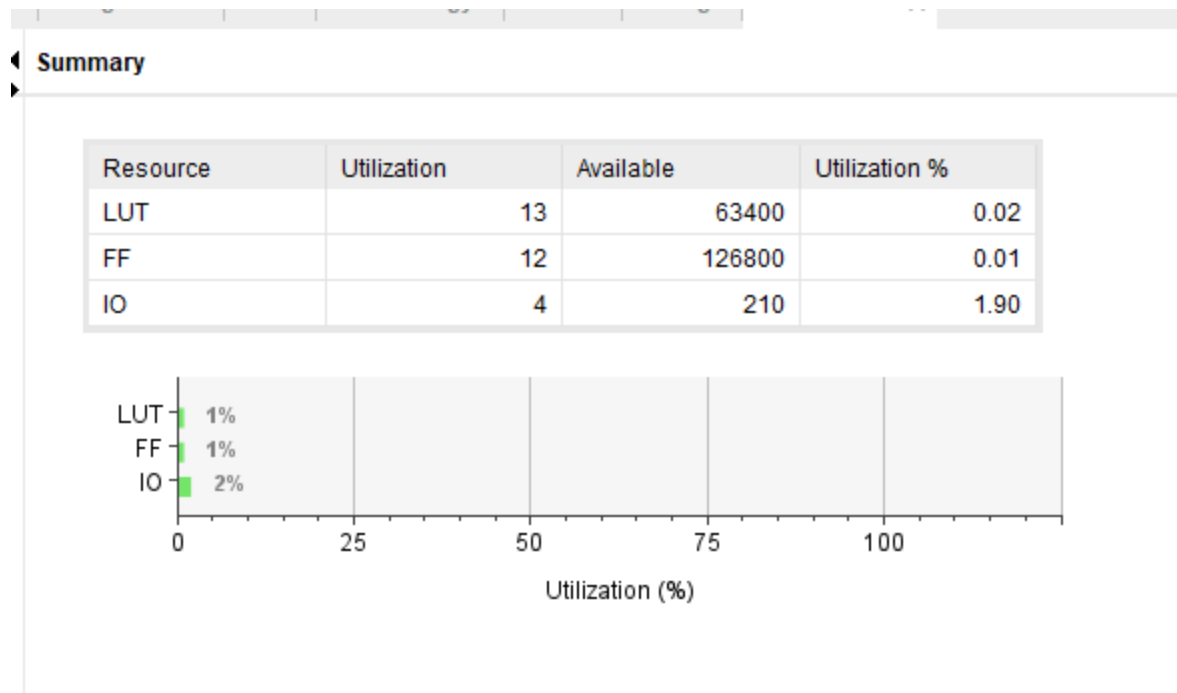 Summary
Resource Utilization Available Utilization %
LUT 13 63400 0.02
FF 12 126800 0.01
IO 4 210 1.90
LUT 1%
FF 1%
IO 2%
0 25 50 75 100
Utilization (%)